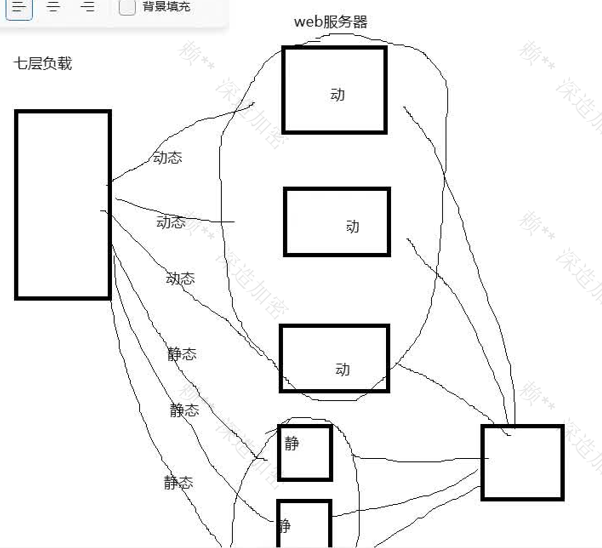 背景填充
web服务器
七层负载
动
动态
动态
动
动态
静态
动
静态
静
静态
静
赖** 深造加密
赖** 深造加密
赖** 深造加密
赖** 深造加密
赖** 深造加密
赖** 深造加密